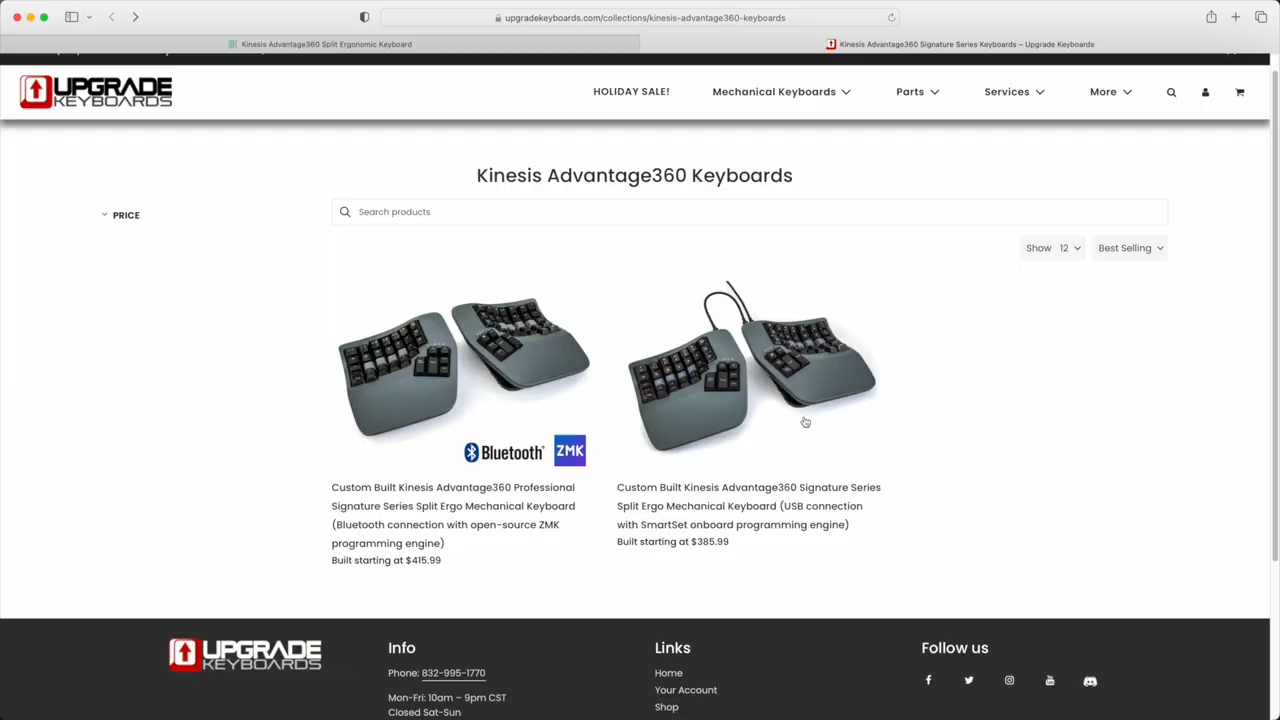 upgradekeyboards.com/collections/kinesis-advantage360-keyboards
Kinesis Advantage360 Split Ergonomic Keyboard
Kinesis Advantage360 Signature Series Keyboards – Upgrade Keyboards
UPGRADE
KEYBOARDS
HOLIDAY SALE!
Mechanical Keyboards
Parts
Services
More
Kinesis Advantage360 Keyboards
PRICE
Search products
Show 12
Best Selling
Bluetooth®
ZMK
Custom Built Kinesis Advantage360 Professional
Signature Series Split Ergo Mechanical Keyboard
(Bluetooth connection with open-source ZMK
programming engine)
Built starting at $415.99
Custom Built Kinesis Advantage360 Signature Series
Split Ergo Mechanical Keyboard (USB connection
with SmartSet onboard programming engine)
Built starting at $385.99
UPGRADE
KEYBOARDS
Info
Phone: 832-995-1770
Mon-Fri: 10am – 9pm CST
Closed Sat-Sun
Links
Home
Your Account
Shop
Follow us